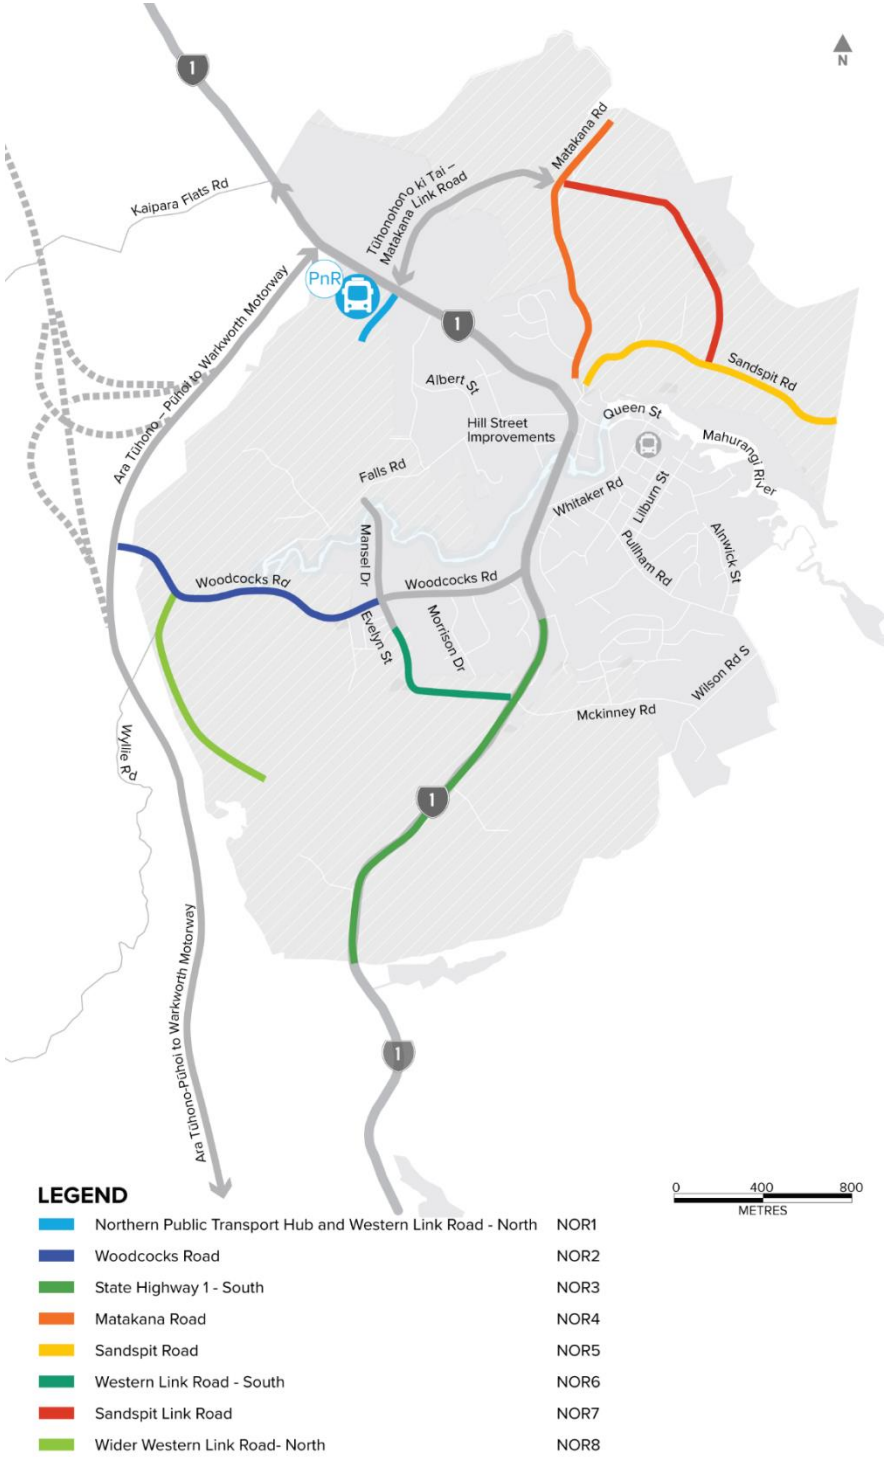 1
N
Matakana Rd
Kaipara Flats Rd
Tūhonohono ki Tai –
Matakana Link Road
PnR
1
Ara Tūhono – Pūhoi to Warkworth Motorway
Sandspit Rd
Albert St
Queen St
Hill Street
Improvements
Mahurangi
River
Falls Rd
Whitaker Rd
Lilburn St
Pullham Rd
Alnwick St
Mansel Dr
Woodcocks Rd
Woodcocks Rd
Evelyn St
Morrison Dr
Wilson Rd S
Mckinney Rd
Wyllie Rd
1
Ara Tūhono-Pūhoi to Warkworth Motorway
1
LEGEND
0 400 800
METRES
Northern Public Transport Hub and Western Link Road - North NOR1
Woodcocks Road NOR2
State Highway 1 - South NOR3
Matakana Road NOR4
Sandspit Road NOR5
Western Link Road - South NOR6
Sandspit Link Road NOR7
Wider Western Link Road- North NOR8